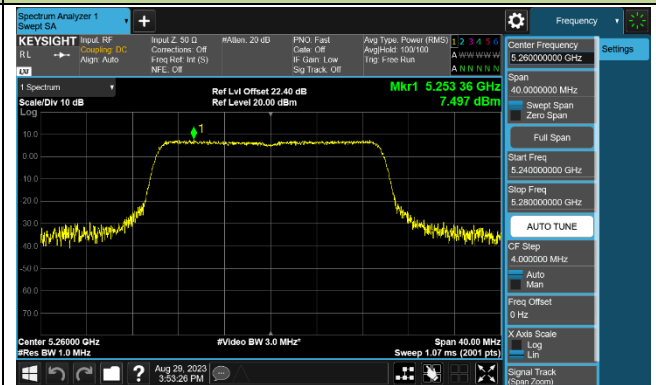 Spectrum Analyzer 1
Swept SA
+
Frequency
KEYSIGHT
RL
LXI
Input: RF
Coupling: DC
Align: Auto
Input Z: 50 Ω
Corrections: Off
Freq Ref: Int (S)
NFE: Off
#Atten: 20 dB
PNO: Fast
Gate: Off
IF Gain: Low
Sig Track: Off
Avg Type: Power (RMS)
Avg|Hold: 100/100
Trig: Free Run
1 2 3 4 5 6
A W W W W W
A N N N N N
1 Spectrum
Scale/Div 10 dB
Log
Ref Lvl Offset 22.40 dB
Ref Level 20.00 dBm
Mkr1 5.253 36 GHz
7.497 dBm
1
10.0
0.00
-10.0
-20.0
-30.0
-40.0
-50.0
-60.0
-70.0
Center 5.26000 GHz
#Res BW 1.0 MHz
#Video BW 3.0 MHz*
Span 40.00 MHz
Sweep 1.07 ms (2001 pts)
Aug 29, 2023
3:53:26 PM
?
Settings
Center Frequency
5.260000000 GHz
Span
40.0000000 MHz
Swept Span
Zero Span
Full Span
Start Freq
5.240000000 GHz
Stop Freq
5.280000000 GHz
AUTO TUNE
CF Step
4.000000 MHz
Auto
Man
Freq Offset
0 Hz
X Axis Scale
Log
Lin
Signal Track
(Span Zoom)